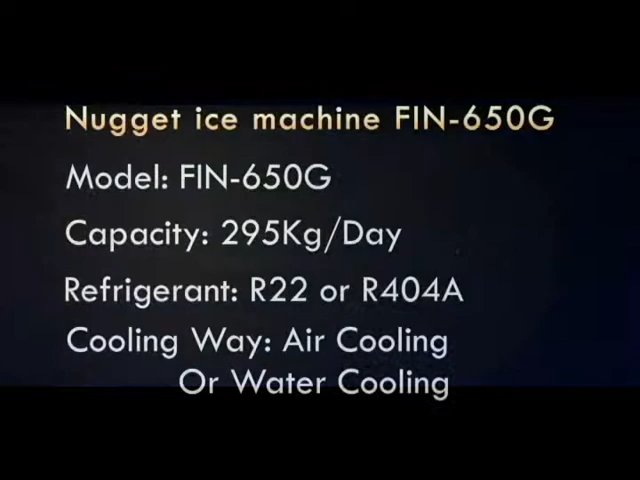 Nugget ice machine FIN-650G
Model: FIN-650G
Capacity: 295Kg/Day
Refrigerant: R22 or R404A
Cooling Way: Air Cooling
Or Water Cooling